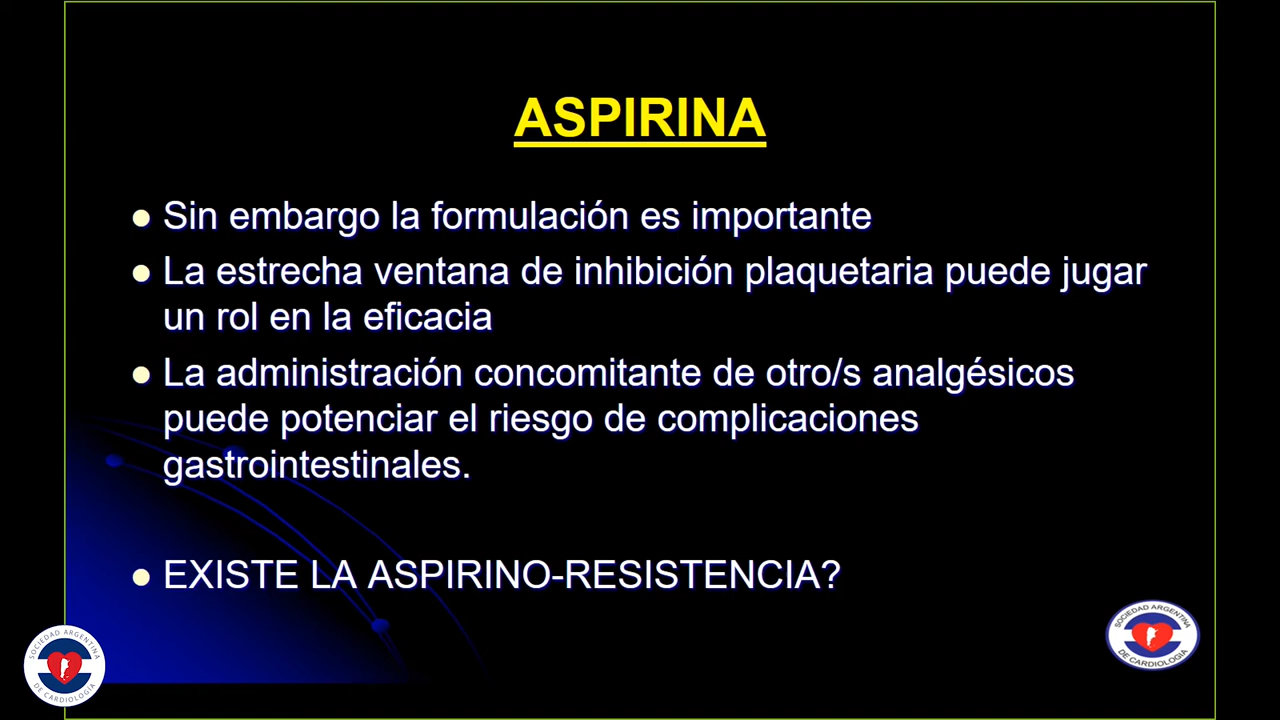 ASPIRINA
Sin embargo la formulación es importante
La estrecha ventana de inhibición plaquetaria puede jugar
un rol en la eficacia
La administración concomitante de otro/s analgésicos
puede potenciar el riesgo de complicaciones
gastrointestinales.
EXISTE LA ASPIRINO-RESISTENCIA?
SOCIEDAD ARGENTINA
DE CARDIOLOGÍA
SOCIEDAD ARGENTINA
DE CARDIOLOGIA